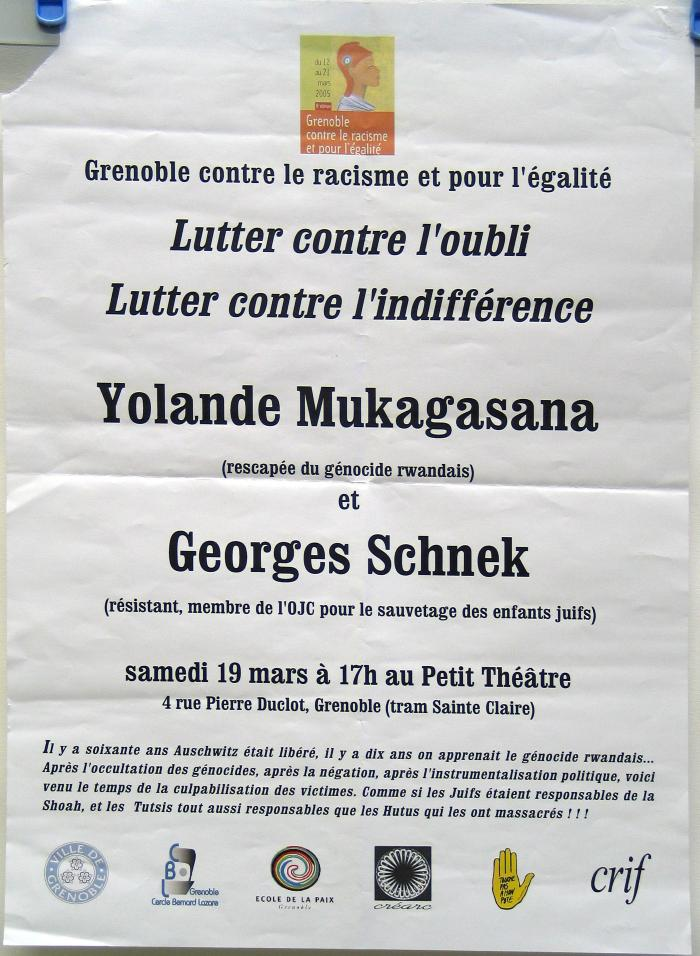 du 12
au 21
mars
2005
Grenoble
contre le racisme
et pour l'égalité
Grenoble contre le racisme et pour l'égalité
Lutter contre l'oubli
Lutter contre l'indifférence
Yolande Mukagasana
(rescapée du génocide rwandais)
et
Georges Schnek
(résistant, membre de l'OJC pour le sauvetage des enfants juifs)
samedi 19 mars à 17h au Petit Théâtre
4 rue Pierre Duclot, Grenoble (tram Sainte Claire)
Il y a soixante ans Auschwitz était libéré, il y a dix ans on apprenait le génocide rwandais...
Après l'occultation des génocides, après la négation, après l'instrumentalisation politique, voici
venu le temps de la culpabilisation des victimes. Comme si les Juifs étaient responsables de la
Shoah, et les Tutsis tout aussi responsables que les Hutus qui les ont massacrés ! ! !
VILLE DE
GRENOBLE
CBL
Grenoble
Cercle Bernard Lazare
ECOLE DE LA PAIX
Grenoble
créarc
TOUCHE
PAS
A MON
POTE
crif